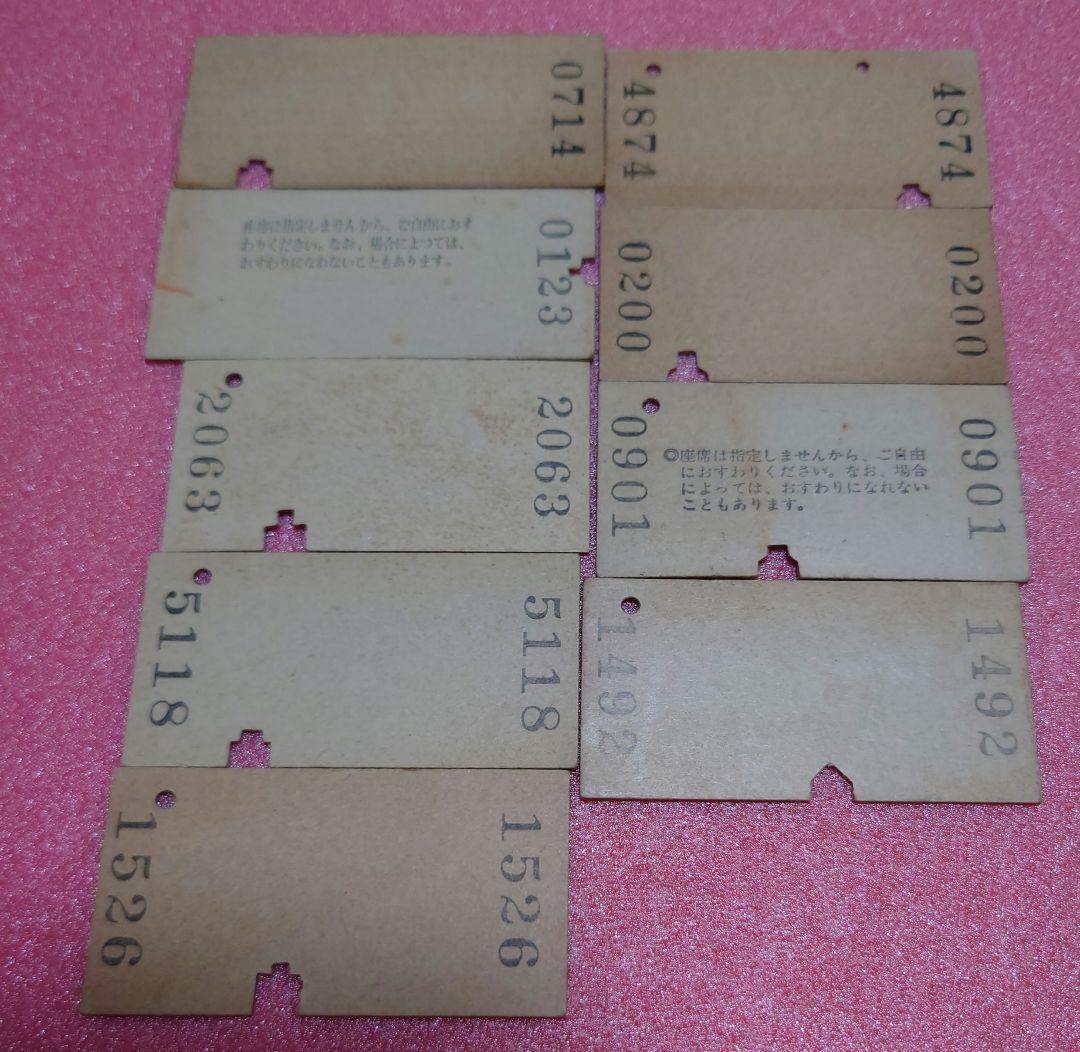 0714
座席は指定しませんから、ご自由におす
わりください。なお、場合によつては、
おすわりになれないこともあります。
0123
2063
2063
5118
5118
1526
1526
4874
4874
0200
0200
0901
◎座席は指定しませんから、ご自由
におすわりください。なお、場合
によっては、おすわりになれない
こともあります。
0901
1492
1492